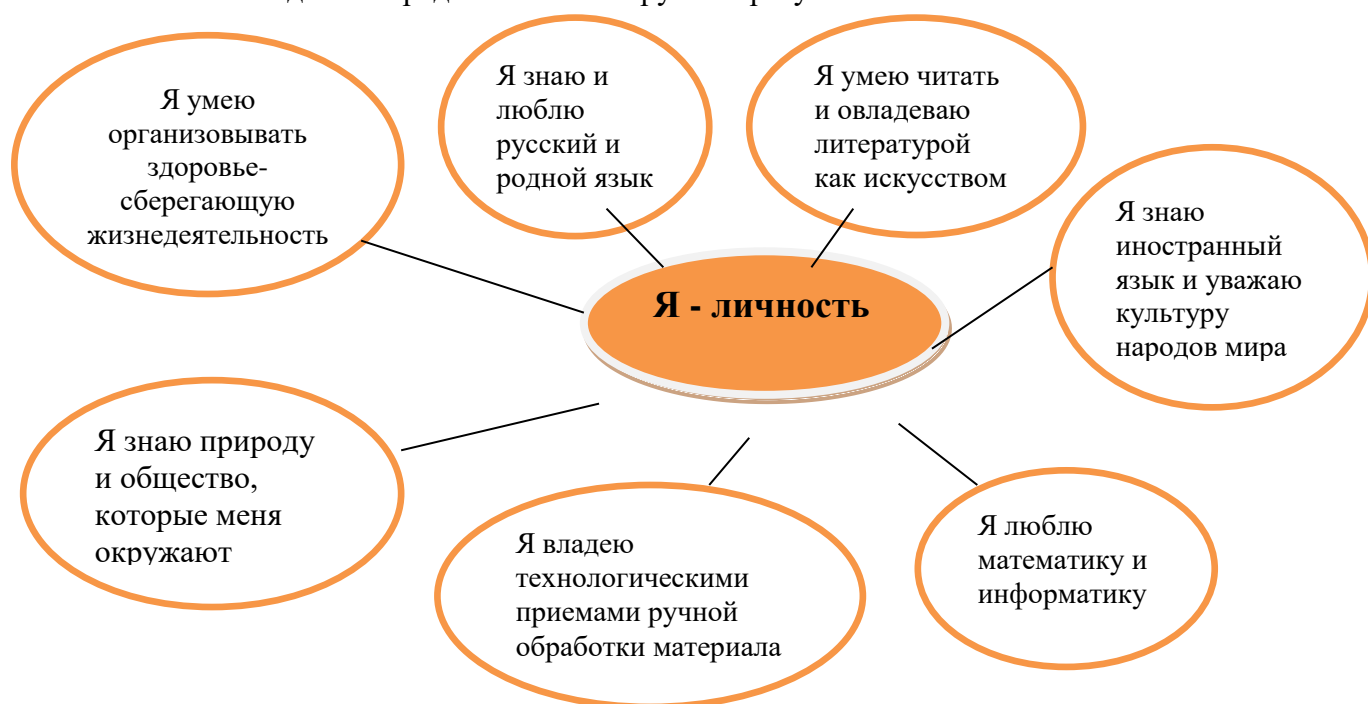 Я умею
организовывать
здоровье-
сберегающую
жизнедеятельность
Я знаю и
люблю
русский и
родной язык
Я умею читать
и овладеваю
литературой
как искусством
Я знаю
иностранный
язык и уважаю
культуру
народов мира
Я - личность
Я знаю природу
и общество,
которые меня
окружают
Я владею
технологическими
приемами ручной
обработки материала
Я люблю
математику и
информатику